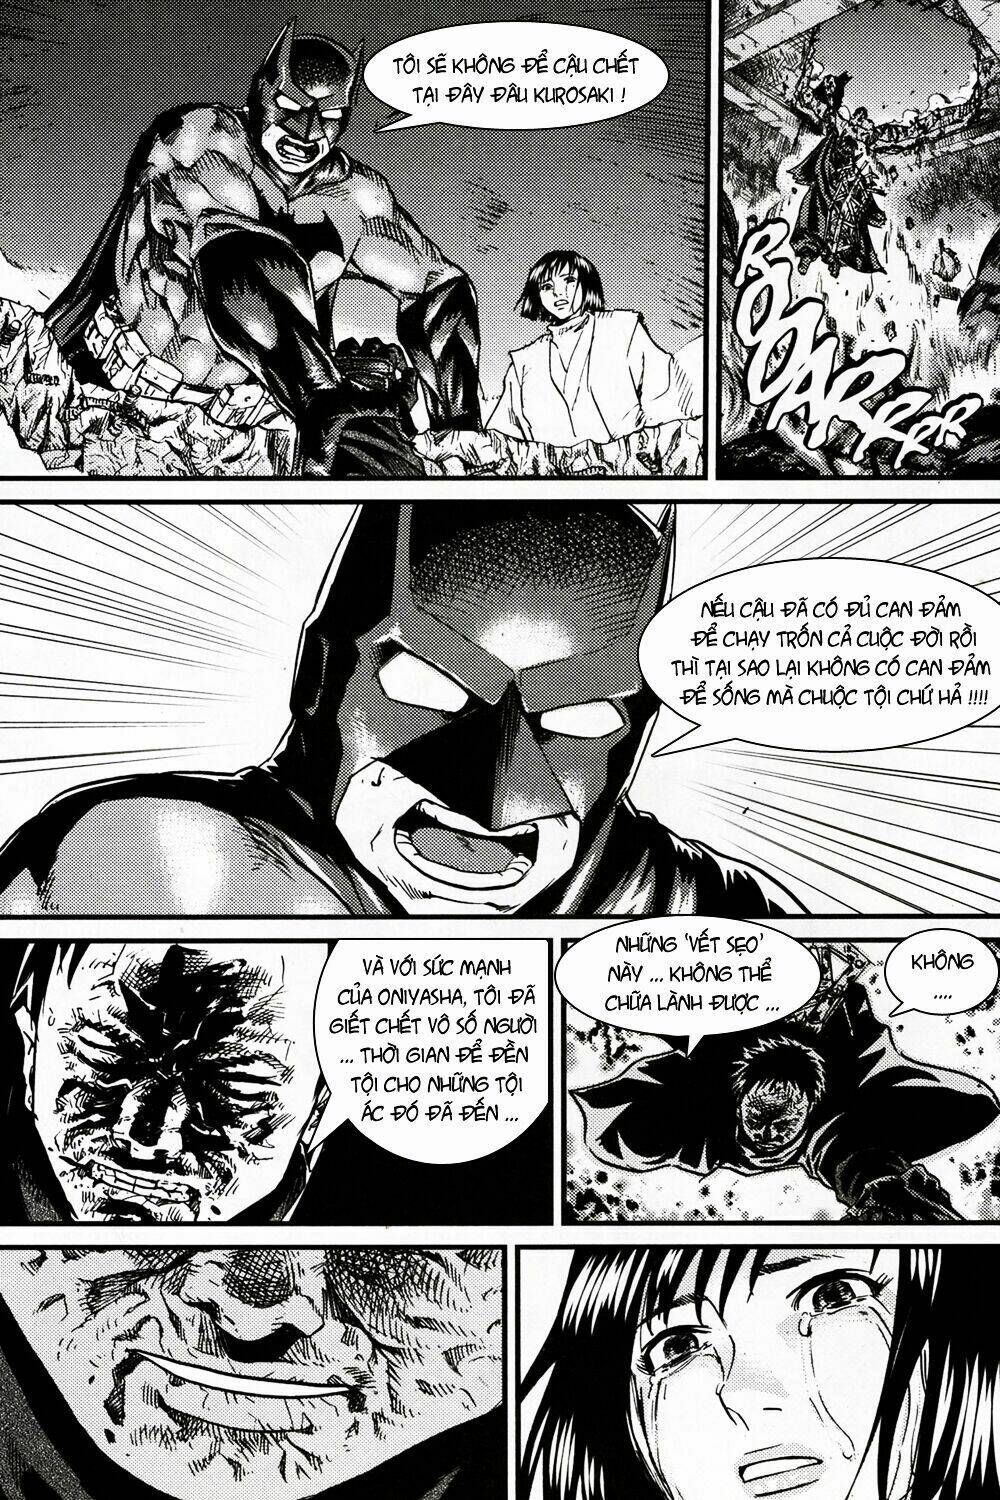 TÔI SẼ KHÔNG ĐỂ CẬU CHẾT
TẠI ĐÂY ĐÂU KUROSAKI !
ROOARRRR
NẾU CẬU ĐÃ CÓ ĐỦ CAN ĐẢM
ĐỂ CHẠY TRỐN CẢ CUỘC ĐỜI RỒI
THÌ TẠI SAO LẠI KHÔNG CÓ CAN ĐẢM
ĐỂ SỐNG MÀ CHUỘC TỘI CHỨ HẢ !!!!
KHÔNG
....
NHỮNG 'VẾT SẸO'
NÀY ... KHÔNG THỂ
CHỮA LÀNH ĐƯỢC ...
VÀ VỚI SỨC MẠNH
CỦA ONIYASHA, TÔI ĐÃ
GIẾT CHẾT VÔ SỐ NGƯỜI
... THỜI GIAN ĐỂ ĐỀN
TỘI CHO NHỮNG TỘI
ÁC ĐÓ ĐÃ ĐẾN ...